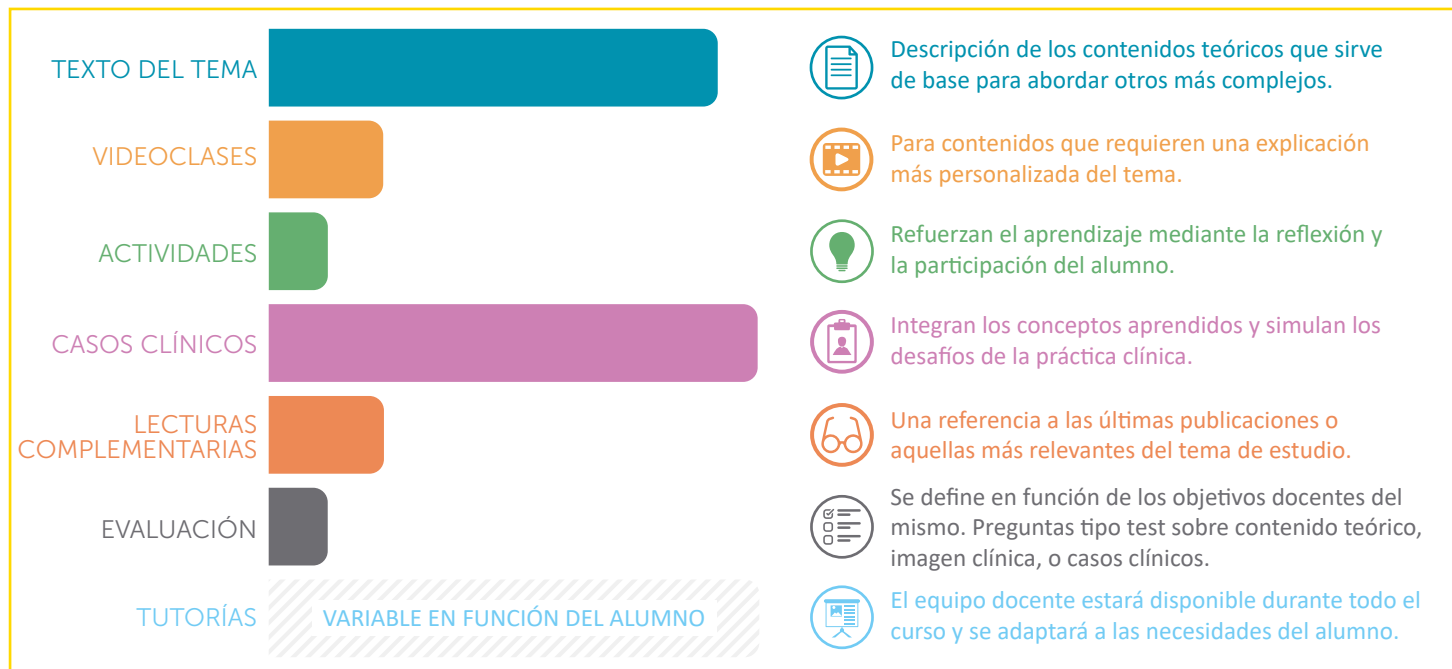 TEXTO DEL TEMA
Descripción de los contenidos teóricos que sirve
de base para abordar otros más complejos.
VIDEOCLASES
Para contenidos que requieren una explicación
más personalizada del tema.
ACTIVIDADES
Refuerzan el aprendizaje mediante la reflexión y
la participación del alumno.
CASOS CLÍNICOS
Integran los conceptos aprendidos y simulan los
desafíos de la práctica clínica.
LECTURAS
COMPLEMENTARIAS
Una referencia a las últimas publicaciones o
aquellas más relevantes del tema de estudio.
EVALUACIÓN
Se define en función de los objetivos docentes del
mismo. Preguntas tipo test sobre contenido teórico,
imagen clínica, o casos clínicos.
TUTORÍAS
VARIABLE EN FUNCIÓN DEL ALUMNO
El equipo docente estará disponible durante todo el
curso y se adaptará a las necesidades del alumno.